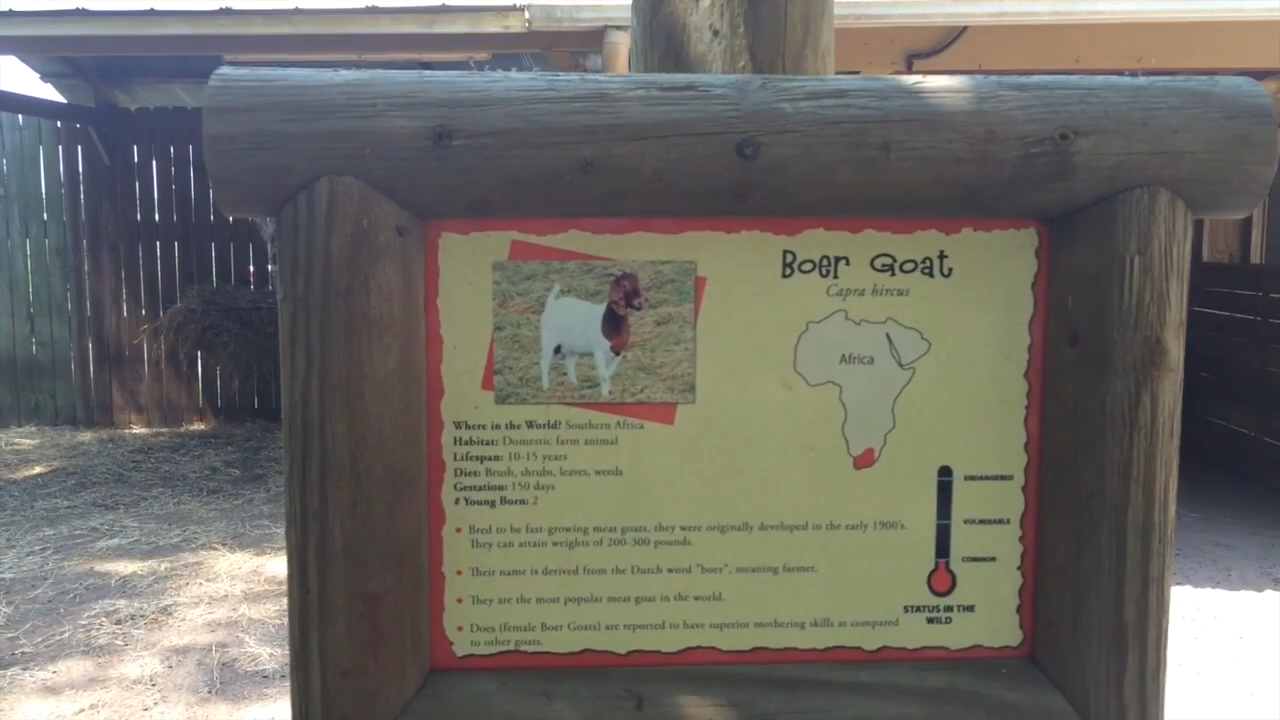 Boer Goat
Capra hircus
Africa
Where in the World? Southern Africa
Habitat: Domestic farm animal
Lifespan: 10-15 years
Diet: Brush, shrubs, leaves, weeds
Gestation: 150 days
# Young Born: 2
• Bred to be fast-growing meat goats, they were originally developed in the early 1900's.
They can attain weights of 200-300 pounds.
• Their name is derived from the Dutch word "boer", meaning farmer.
• They are the most popular meat goat in the world.
• Does (female Boer Goats) are reported to have superior mothering skills as compared
to other goats.
ENDANGERED
VULNERABLE
COMMON
STATUS IN THE
WILD